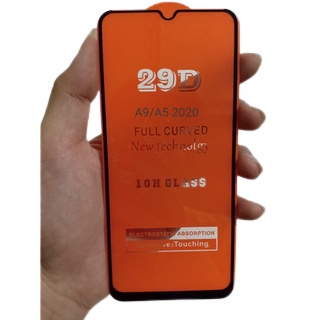 29D
A9/A5 2020
FULL CURVED
New Technology
10H GLASS
ELECTROSTATIC ABSORPTION
Touching